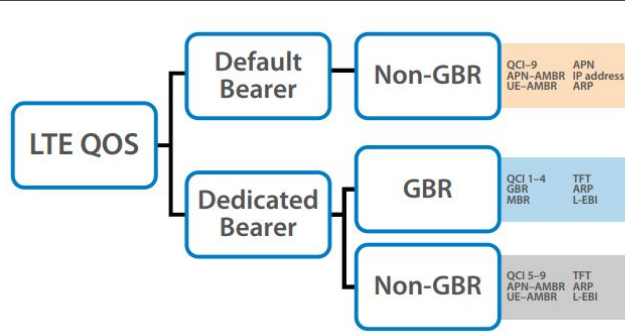 LTE QOS
Default
Bearer
Non-GBR
QCI–9 APN
APN–AMBR IP address
UE–AMBR ARP
Dedicated
Bearer
GBR
QCI 1–4 TFT
GBR ARP
MBR L-EBI
Non-GBR
QCI 5–9 TFT
APN–AMBR ARP
UE–AMBR L-EBI